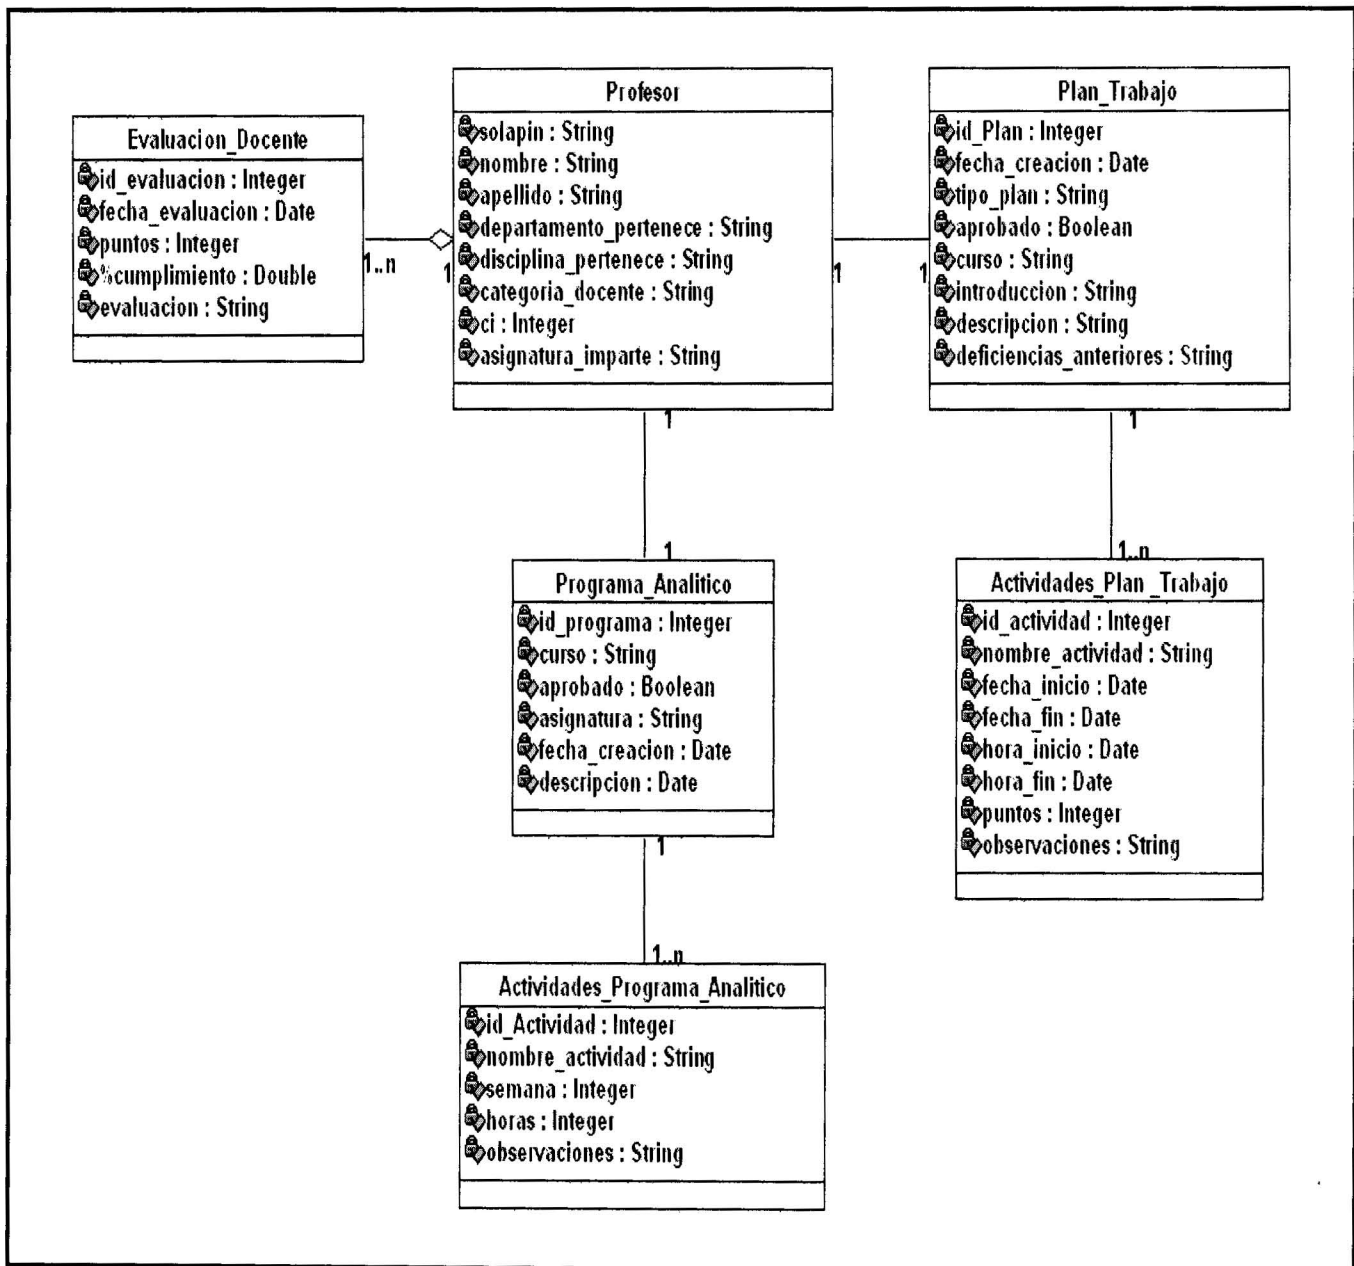 Evaluacion_Docente
id_evaluacion : Integer
fecha_evaluacion : Date
puntos : Integer
%cumplimiento : Double
evaluacion : String
1..n
1
Profesor
solapin : String
nombre : String
apellido : String
departamento_pertenece : String
disciplina_pertenece : String
categoria_docente : String
ci : Integer
asignatura_imparte : String
1
1
Plan_Trabajo
id_Plan : Integer
fecha_creacion : Date
tipo_plan : String
aprobado : Boolean
curso : String
introduccion : String
descripcion : String
deficiencias_anteriores : String
1
1
1
1..n
Programa_Analitico
id_programa : Integer
curso : String
aprobado : Boolean
asignatura : String
fecha_creacion : Date
descripcion : Date
Actividades_Plan _Trabajo
id_actividad : Integer
nombre_actividad : String
fecha_inicio : Date
fecha_fin : Date
hora_inicio : Date
hora_fin : Date
puntos : Integer
observaciones : String
1
1..n
Actividades_Programa_Analitico
id_Actividad : Integer
nombre_actividad : String
semana : Integer
horas : Integer
observaciones : String